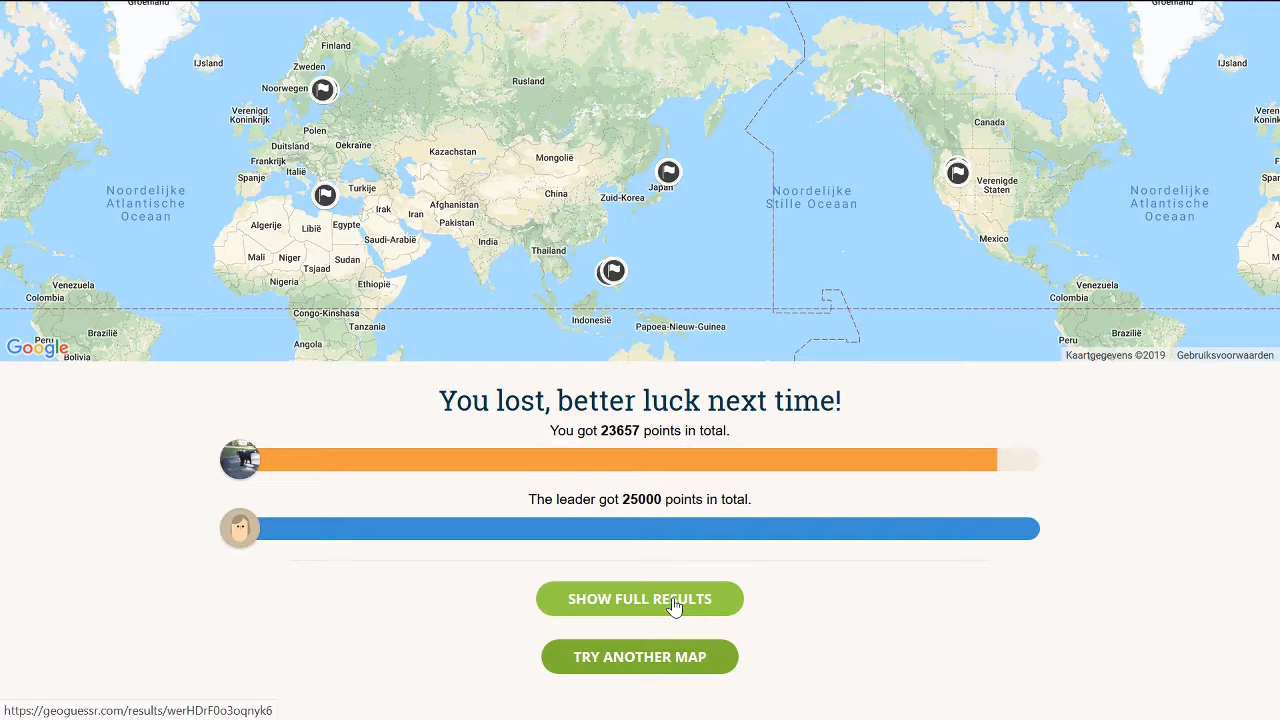 Groenland
Groenland
Finland
IJsland
Zweden
Rusland
IJsland
Noorwegen
Verenigd
Koninkrijk
Canada
Polen
Duitsland
Oekraïne
Frankrijk
Kazachstan
Mongolië
Italië
Spanje
Turkije
Japan
Verenigde
Staten
Noordelijke
Atlantische
Oceaan
Afghanistan
China
Zuid-Korea
Noordelijke
Stille Oceaan
Noordelijke
Atlantische
Oceaan
Irak
Iran
Pakistan
Algerije
Libië
Egypte
Saudi-Arabië
India
Mexico
Mali
Niger
Tsjaad
Sudan
Thailand
Nigeria
Ethiopië
Venezuela
Colombia
Venezuela
Colombia
Congo-Kinshasa
Tanzania
Indonesië
Papoea-Nieuw-Guinea
Brazilië
Brazilië
Peru
Peru
Angola
Bolivia
Google
Kaartgegevens ©2019
Gebruiksvoorwaarden
You lost, better luck next time!
You got 23657 points in total.
The leader got 25000 points in total.
SHOW FULL RESULTS
TRY ANOTHER MAP
https://geoguessr.com/results/werHDrF0o3oqnyk6